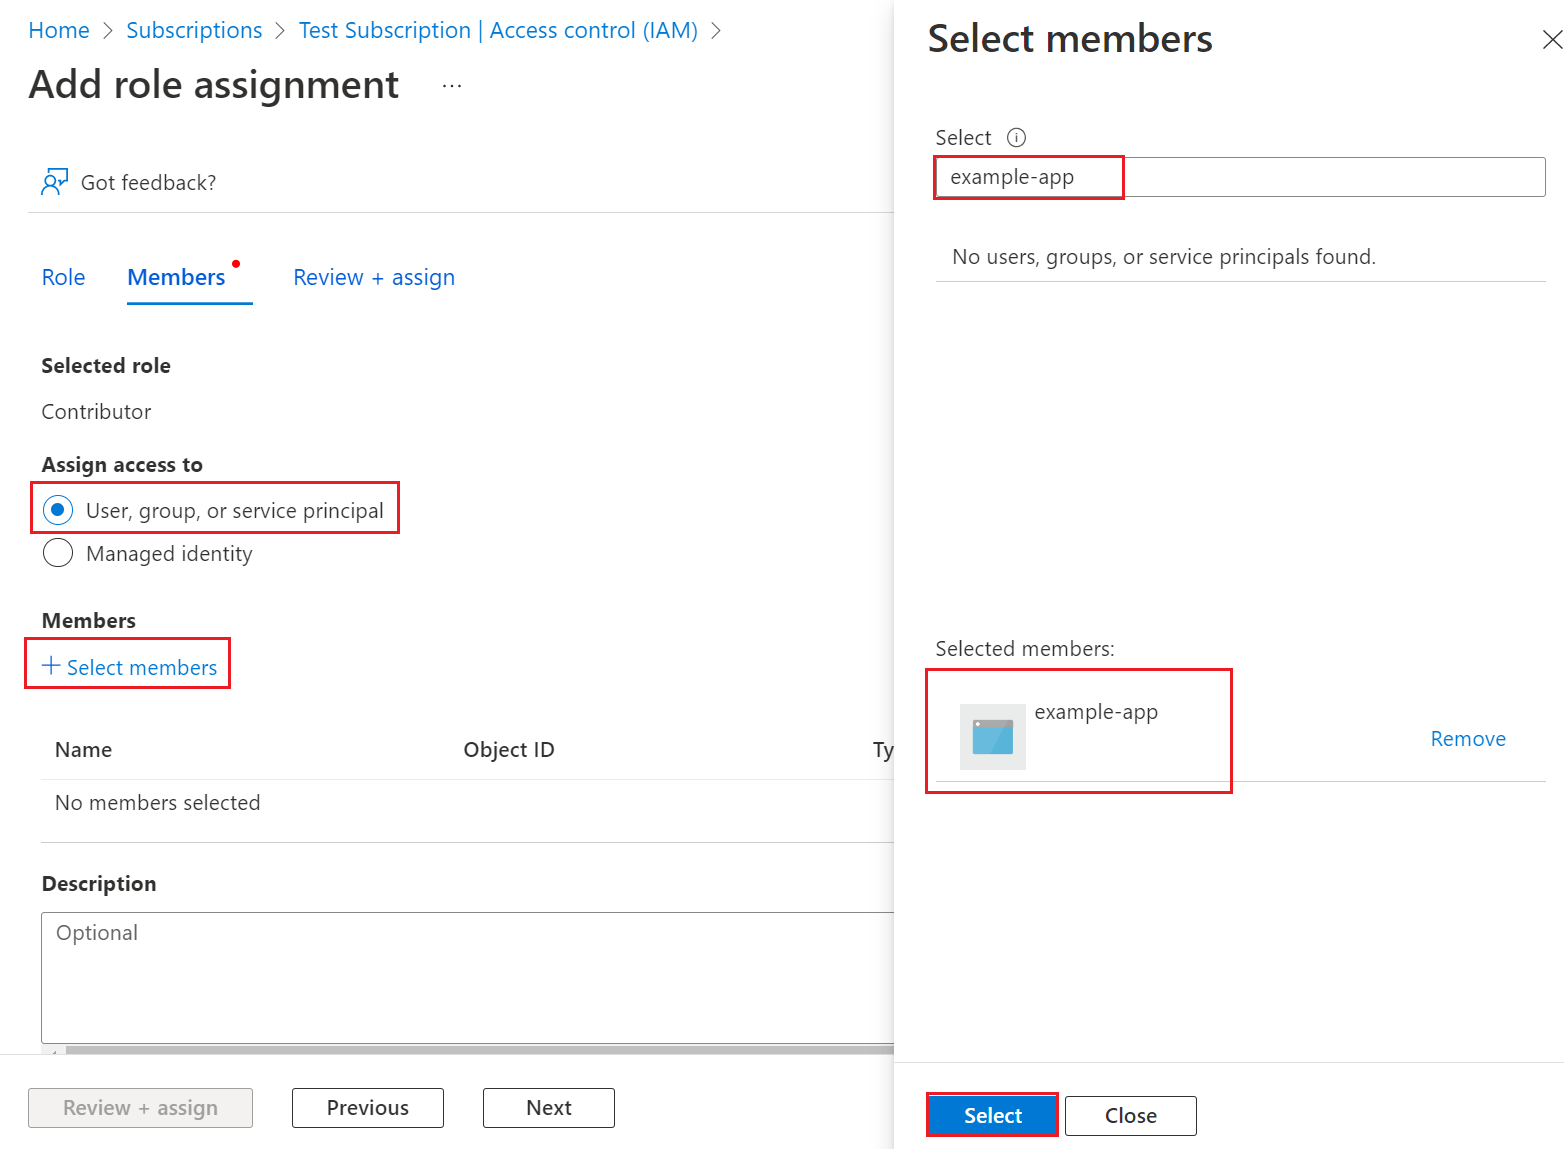 Home > Subscriptions > Test Subscription | Access control (IAM) >
Add role assignment ...
Got feedback?
Role Members Review + assign
Selected role
Contributor
Assign access to
User, group, or service principal
Managed identity
Members
+ Select members
Name Object ID Ty
No members selected
Description
Optional
Review + assign Previous Next
Select members
Select
example-app
No users, groups, or service principals found.
Selected members:
example-app
Remove
Select Close